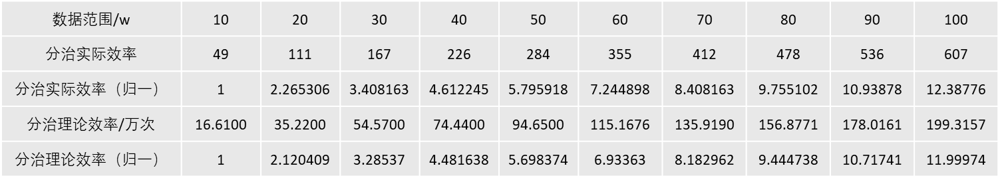 数据范围/w 10 20 30 40 50 60 70 80 90 100
分治实际效率 49 111 167 226 284 355 412 478 536 607
分治实际效率（归一） 1 2.265306 3.408163 4.612245 5.795918 7.244898 8.408163 9.755102 10.93878 12.38776
分治理论效率/万次 16.6100 35.2200 54.5700 74.4400 94.6500 115.1676 135.9190 156.8771 178.0161 199.3157
分治理论效率（归一） 1 2.120409 3.28537 4.481638 5.698374 6.93363 8.182962 9.444738 10.71741 11.99974